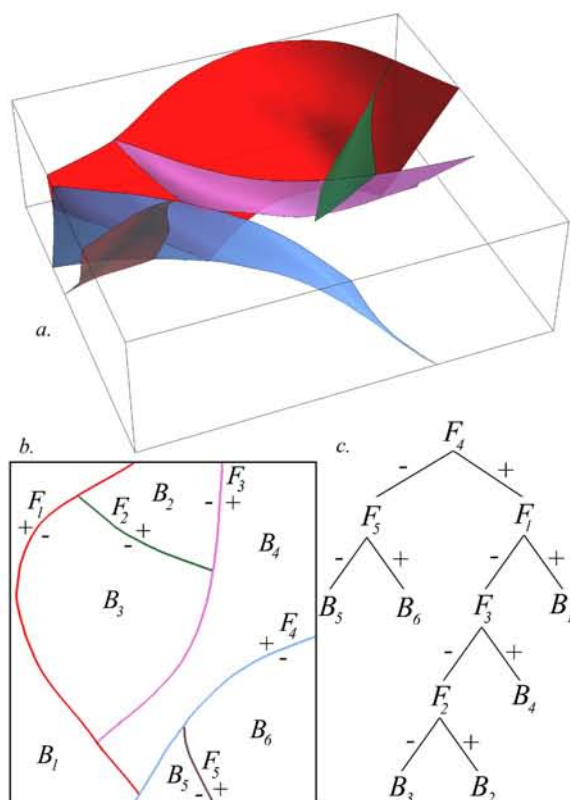 a.
b.
F₁
+ -
F₂
- +
B₂
F₃
- +
B₄
B₃
F₄
+ -
B₆
B₁
B₅
F₅
- +
c.
F₄
- +
F₅ F₁
- + - +
B₅ B₆ F₃ B₁
- +
F₂ B₄
- +
B₃ B₂